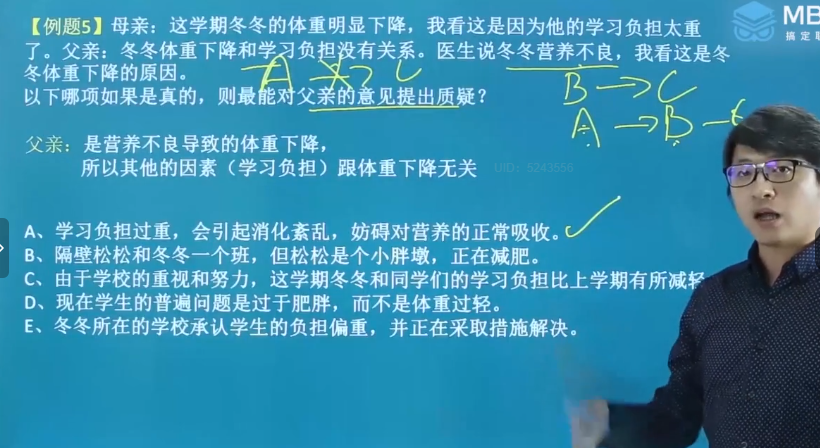 【例题5】母亲：这学期冬冬的体重明显下降，我看这是因为他的学习负担太重
了。父亲：冬冬体重下降和学习负担没有关系。医生说冬冬营养不良，我看这是冬
冬体重下降的原因。
以下哪项如果是真的，则最能对父亲的意见提出质疑？
A → C
B → C
A → B →
父亲：是营养不良导致的体重下降，
所以其他的因素（学习负担）跟体重下降无关
UID：5243556
A、学习负担过重，会引起消化紊乱，妨碍对营养的正常吸收。
B、隔壁松松和冬冬一个班，但松松是个小胖墩，正在减肥。
C、由于学校的重视和努力，这学期冬冬和同学们的学习负担比上学期有所减轻
D、现在学生的普遍问题是过于肥胖，而不是体重过轻。
E、冬冬所在的学校承认学生的负担偏重，并正在采取措施解决。
MB
搞定